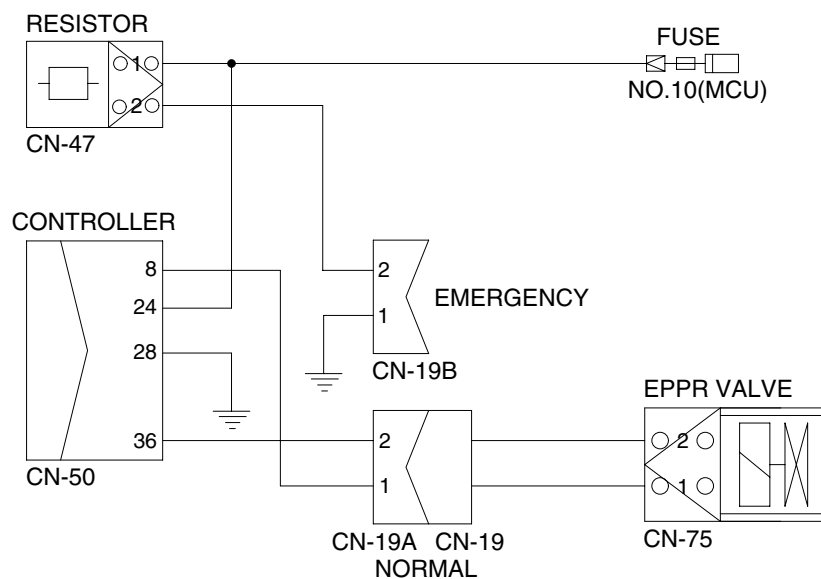 RESISTOR
1
2
CN-47
FUSE
NO.10(MCU)
CONTROLLER
8
24
28
36
CN-50
2
1
EMERGENCY
CN-19B
2
1
CN-19A CN-19
NORMAL
EPPR VALVE
2
1
CN-75